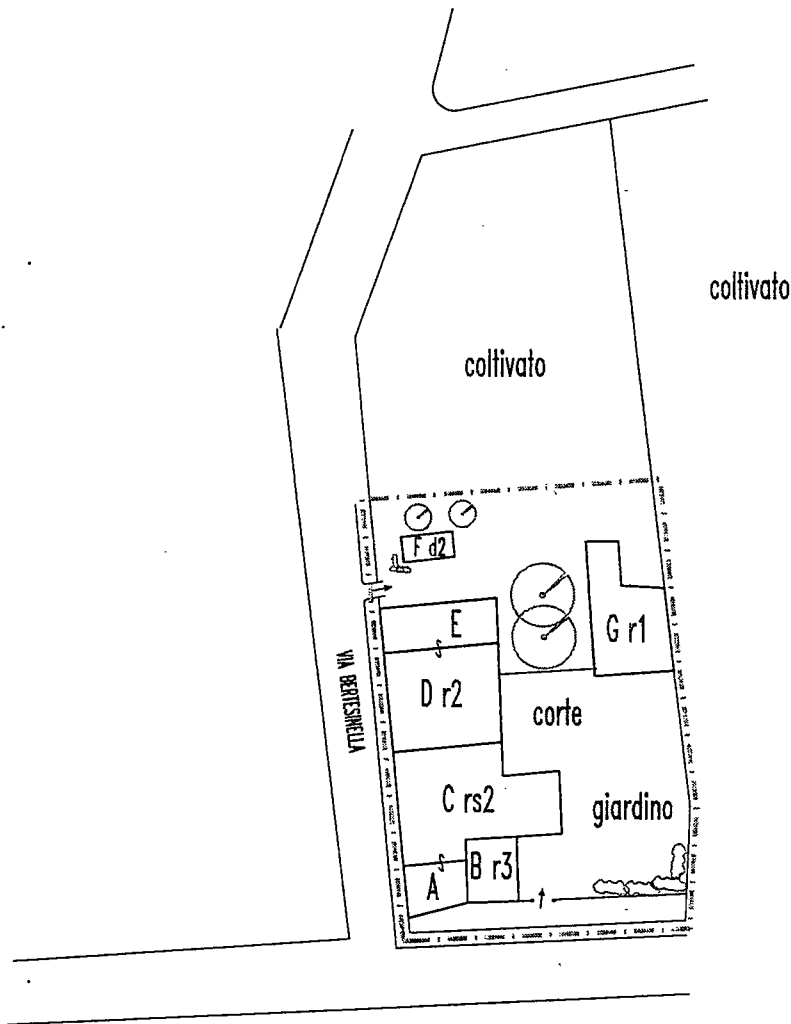 coltivato
coltivato
F d2
E
G r1
VIA BERTESINELLA
D r2
corte
C rs2
giardino
B r3
A